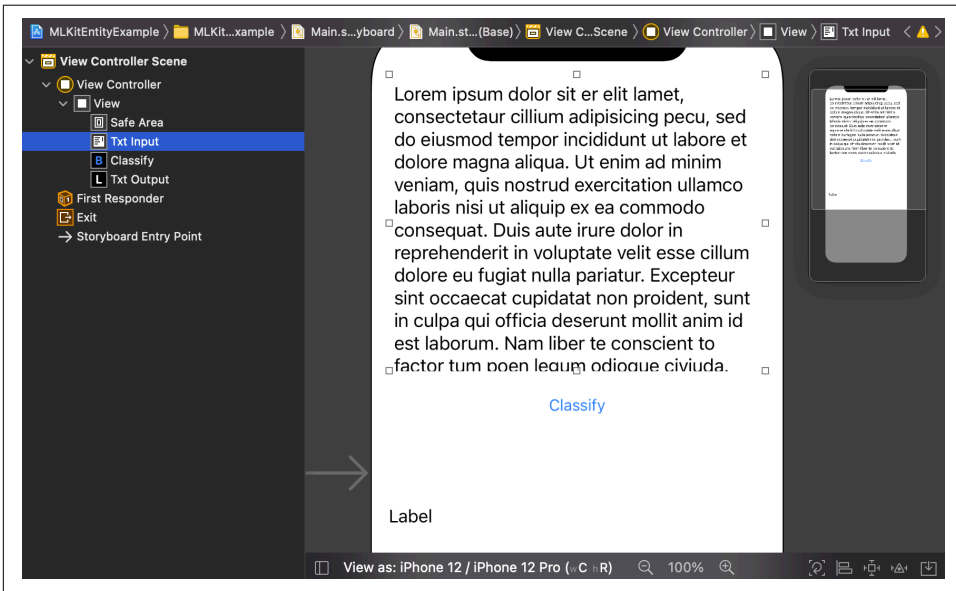 MLKitEntityExample 〉 MLKit...xample 〉 Main.s...yboard 〉 Main.st...(Base) 〉 View C...Scene 〉 View Controller 〉 View 〉 Txt Input < >
View Controller Scene
View Controller
View
Safe Area
Txt Input
B Classify
L Txt Output
First Responder
Exit
Storyboard Entry Point
Lorem ipsum dolor sit er elit lamet,
consectetaur cillium adipisicing pecu, sed
do eiusmod tempor incididunt ut labore et
dolore magna aliqua. Ut enim ad minim
veniam, quis nostrud exercitation ullamco
laboris nisi ut aliquip ex ea commodo
consequat. Duis aute irure dolor in
reprehenderit in voluptate velit esse cillum
dolore eu fugiat nulla pariatur. Excepteur
sint occaecat cupidatat non proident, sunt
in culpa qui officia deserunt mollit anim id
est laborum. Nam liber te conscient to
factor tum poen legum odioque civiuda.
Classify
Label
View as: iPhone 12 / iPhone 12 Pro (wC hR) 100%